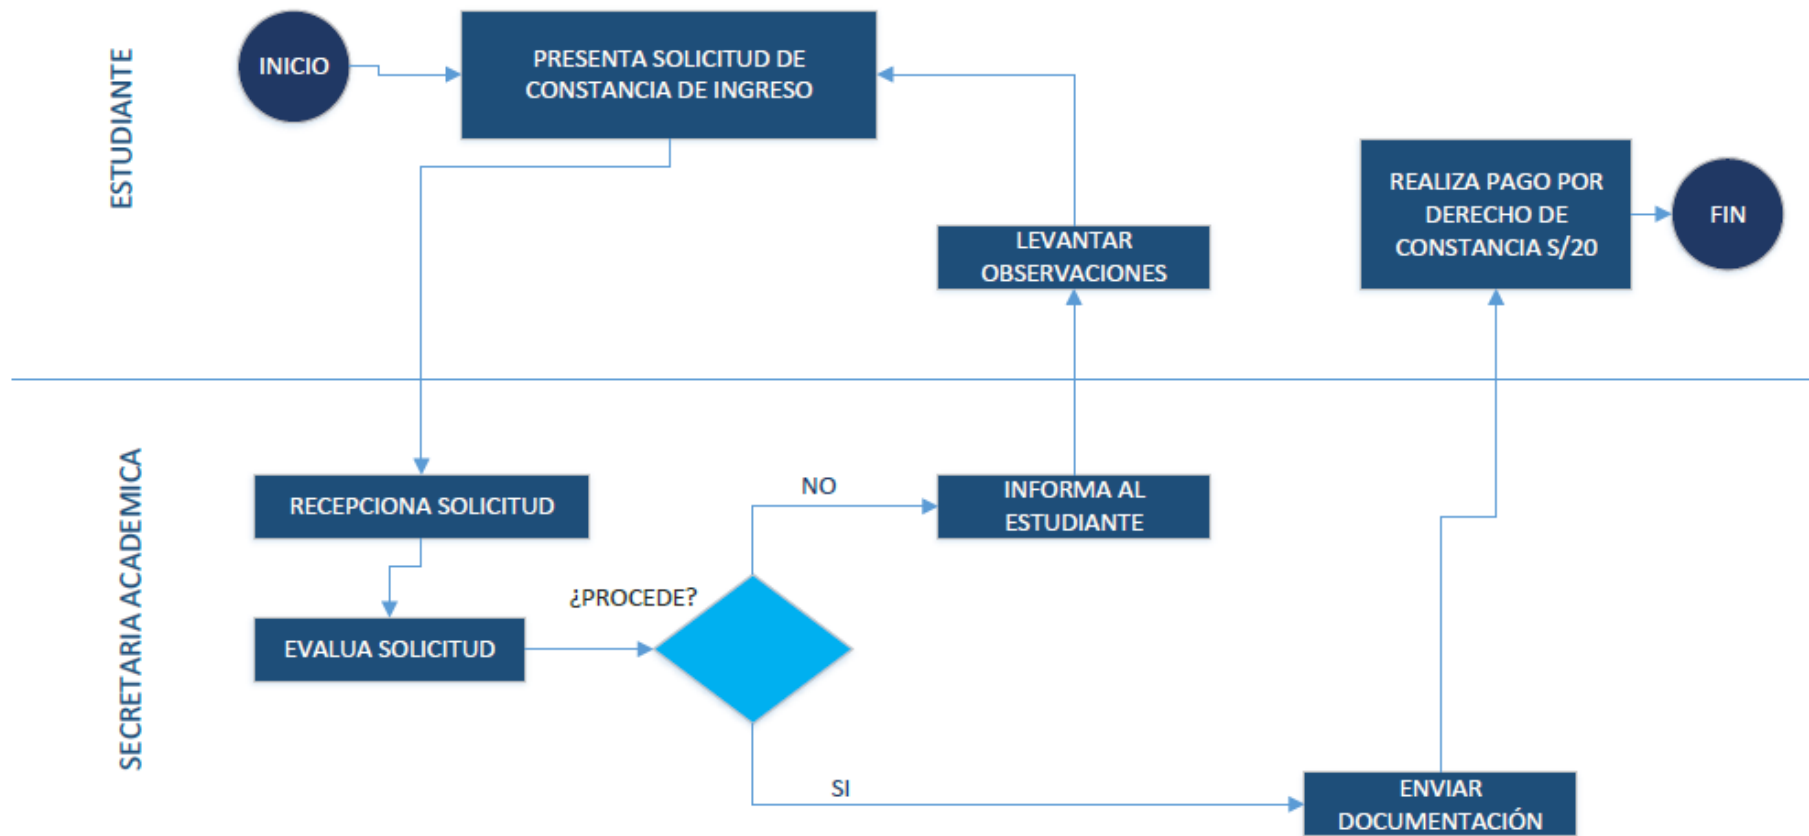 ESTUDIANTE
INICIO
PRESENTA SOLICITUD DE
CONSTANCIA DE INGRESO
LEVANTAR
OBSERVACIONES
REALIZA PAGO POR
DERECHO DE
CONSTANCIA S/20
FIN
SECRETARIA ACADEMICA
RECEPCIONA SOLICITUD
NO
INFORMA AL
ESTUDIANTE
¿PROCEDE?
EVALUA SOLICITUD
SI
ENVIAR
DOCUMENTACIÓN